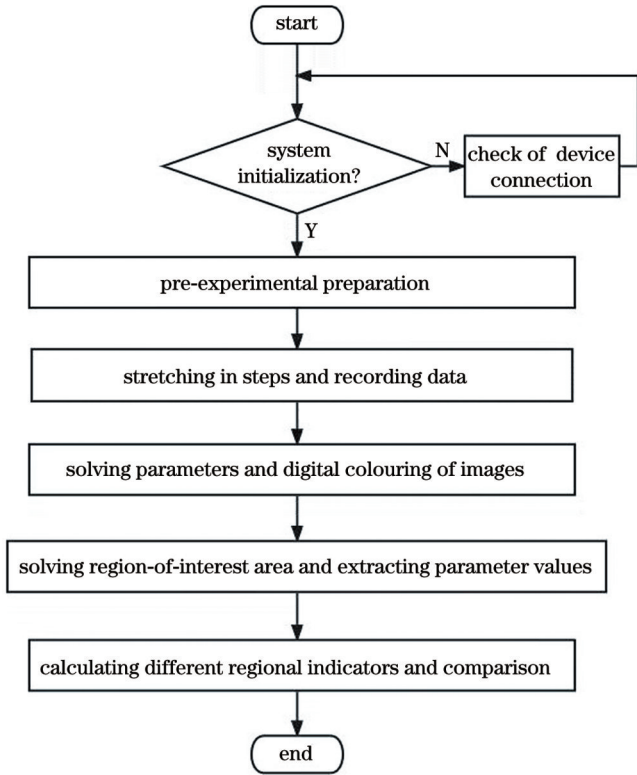 start
system
initialization?
N
check of device
connection
Y
pre-experimental preparation
stretching in steps and recording data
solving parameters and digital colouring of images
solving region-of-interest area and extracting parameter values
calculating different regional indicators and comparison
end